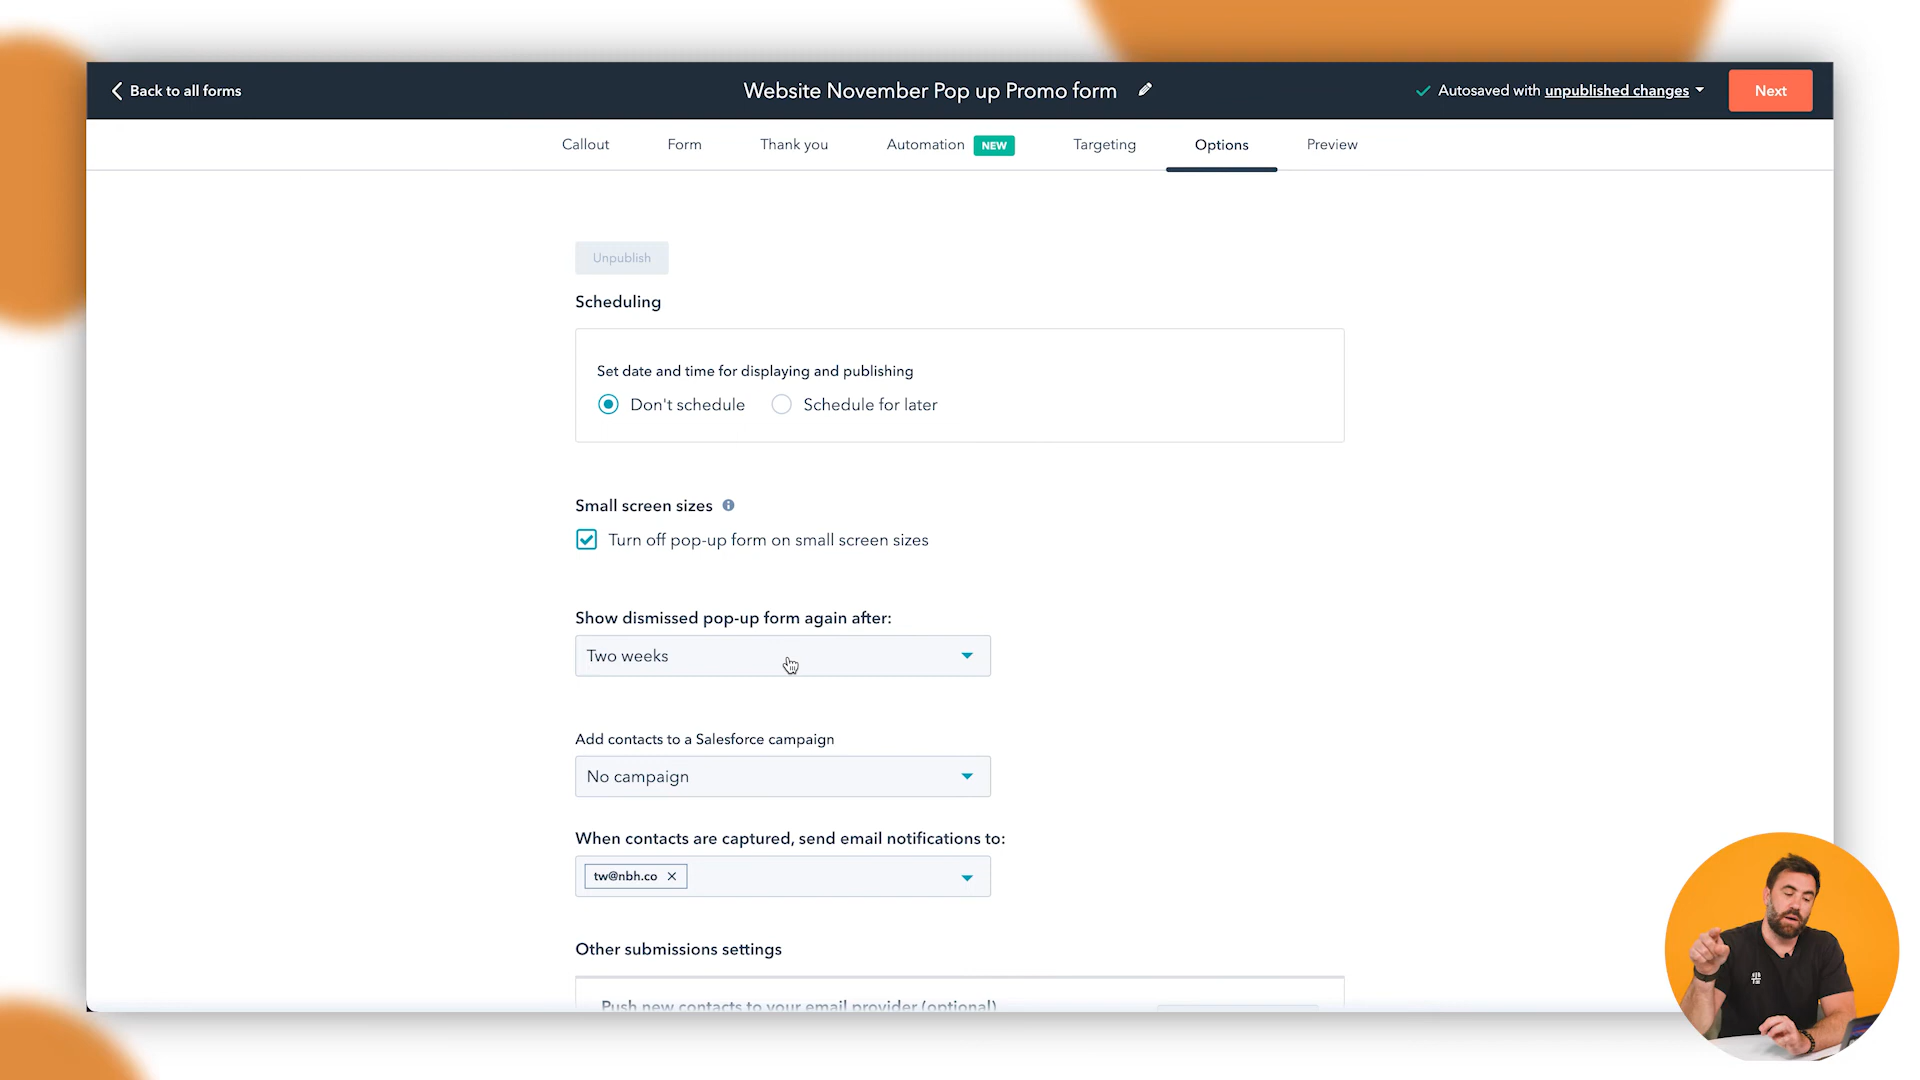 Back to all forms
Website November Pop up Promo form
Autosaved with unpublished changes
Next
Callout
Form
Thank you
Automation NEW
Targeting
Options
Preview
Unpublish
Scheduling
Set date and time for displaying and publishing
Don't schedule
Schedule for later
Small screen sizes
Turn off pop-up form on small screen sizes
Show dismissed pop-up form again after:
Two weeks
Add contacts to a Salesforce campaign
No campaign
When contacts are captured, send email notifications to:
tw@nbh.co
Other submissions settings
Push new contacts to your email provider (optional)